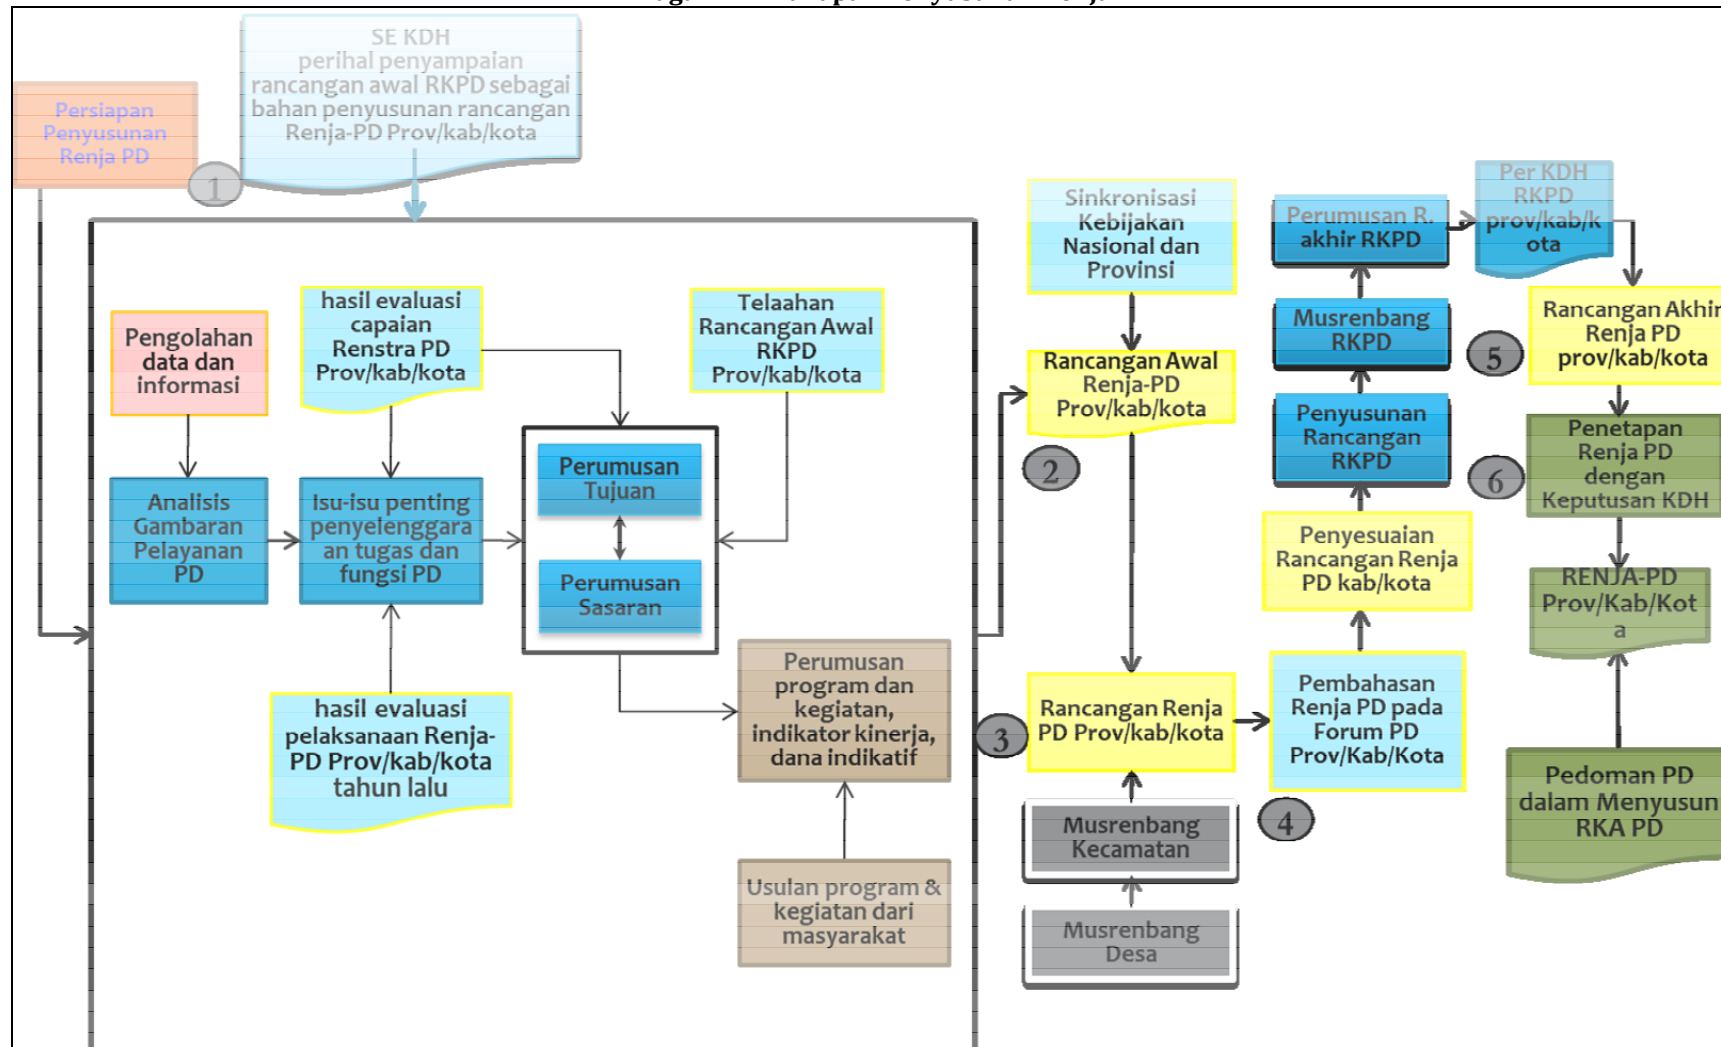 SE KDH
perihal penyampaian
rancangan awal RKPD sebagai
bahan penyusunan rancangan
Renja-PD Prov/kab/kota
Persiapan
Penyusunan
Renja PD
1
hasil evaluasi
capaian
Renstra PD
Prov/kab/kota
Telaahan
Rancangan Awal
RKPD
Prov/kab/kota
Pengolahan
data dan
informasi
Analisis
Gambaran
Pelayanan
PD
Isu-isu penting
penyelenggara
an tugas dan
fungsi PD
Perumusan
Tujuan
Perumusan
Sasaran
hasil evaluasi
pelaksanaan Renja-
PD Prov/kab/kota
tahun lalu
Perumusan
program dan
kegiatan,
indikator kinerja,
dana indikatif
Usulan program &
kegiatan dari
masyarakat
Sinkronisasi
Kebijakan
Nasional dan
Provinsi
Rancangan Awal
Renja-PD
Prov/kab/kota
2
3
Rancangan Renja
PD Prov/kab/kota
Musrenbang
Kecamatan
Musrenbang
Desa
4
Pembahasan
Renja PD pada
Forum PD
Prov/Kab/Kota
Penyesuaian
Rancangan Renja
PD kab/kota
Penyusunan
Rancangan
RKPD
Musrenbang
RKPD
Perumusan R.
akhir RKPD
Per KDH
RKPD
prov/kab/k
ota
5
Rancangan Akhir
Renja PD
prov/kab/kota
6
Penetapan
Renja PD
dengan
Keputusan KDH
RENJA-PD
Prov/Kab/Kot
a
Pedoman PD
dalam Menyusun
RKA PD